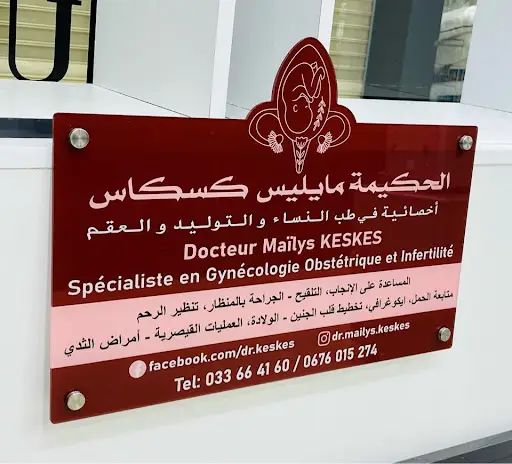 U
الحكيمة مايليس كسكاس
أخصائية في طب النساء و التوليد و العقم
Docteur Maïlys KESKES
Spécialiste en Gynécologie Obstétrique et Infertilité
المساعدة على الإنجاب، التلقيح - الجراحة بالمنظار، تنظير الرحم
متابعة الحمل، ايكوغرافي، تخطيط قلب الجنين - الولادة، العمليات القيصرية - أمراض الثدي
facebook.com/dr.keskes dr.mailys.keskes
Tel: 033 66 41 60 / 0676 015 274